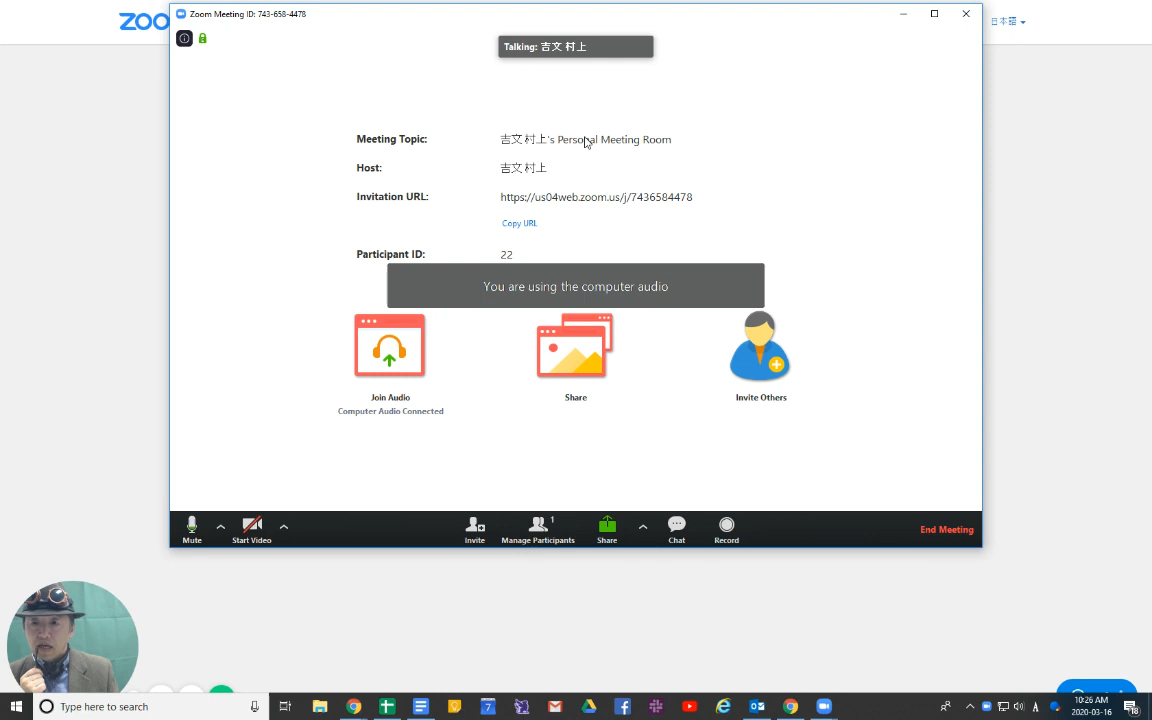 ZOO
Zoom Meeting ID: 743-658-4478
日本語
Talking: 吉文 村上
Meeting Topic:
吉文 村上's Personal Meeting Room
Host:
吉文 村上
Invitation URL:
https://us04web.zoom.us/j/7436584478
Copy URL
Participant ID:
22
You are using the computer audio
Join Audio
Computer Audio Connected
Share
Invite Others
Mute
Start Video
Invite
1
Manage Participants
Share
Chat
Record
End Meeting
Type here to search
7
A
10:26 AM
2020-03-16
18